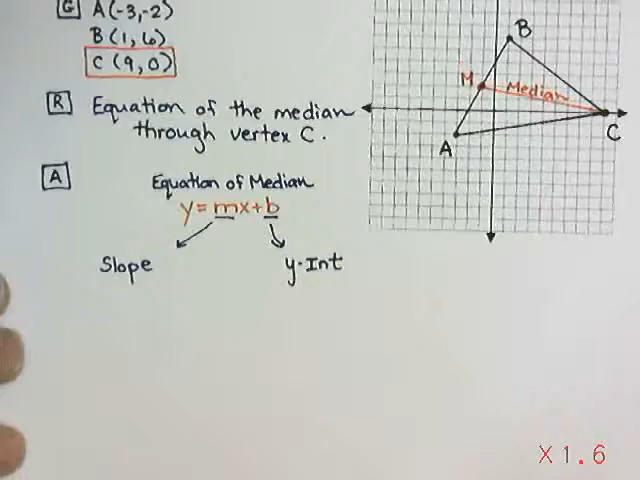 G A(-3,-2)
B(1,6)
C(9,0)
R Equation of the median
through vertex C.
A Equation of Median
y=mx+b
Slope
y-Int
B
M Median
C
A
X1.6